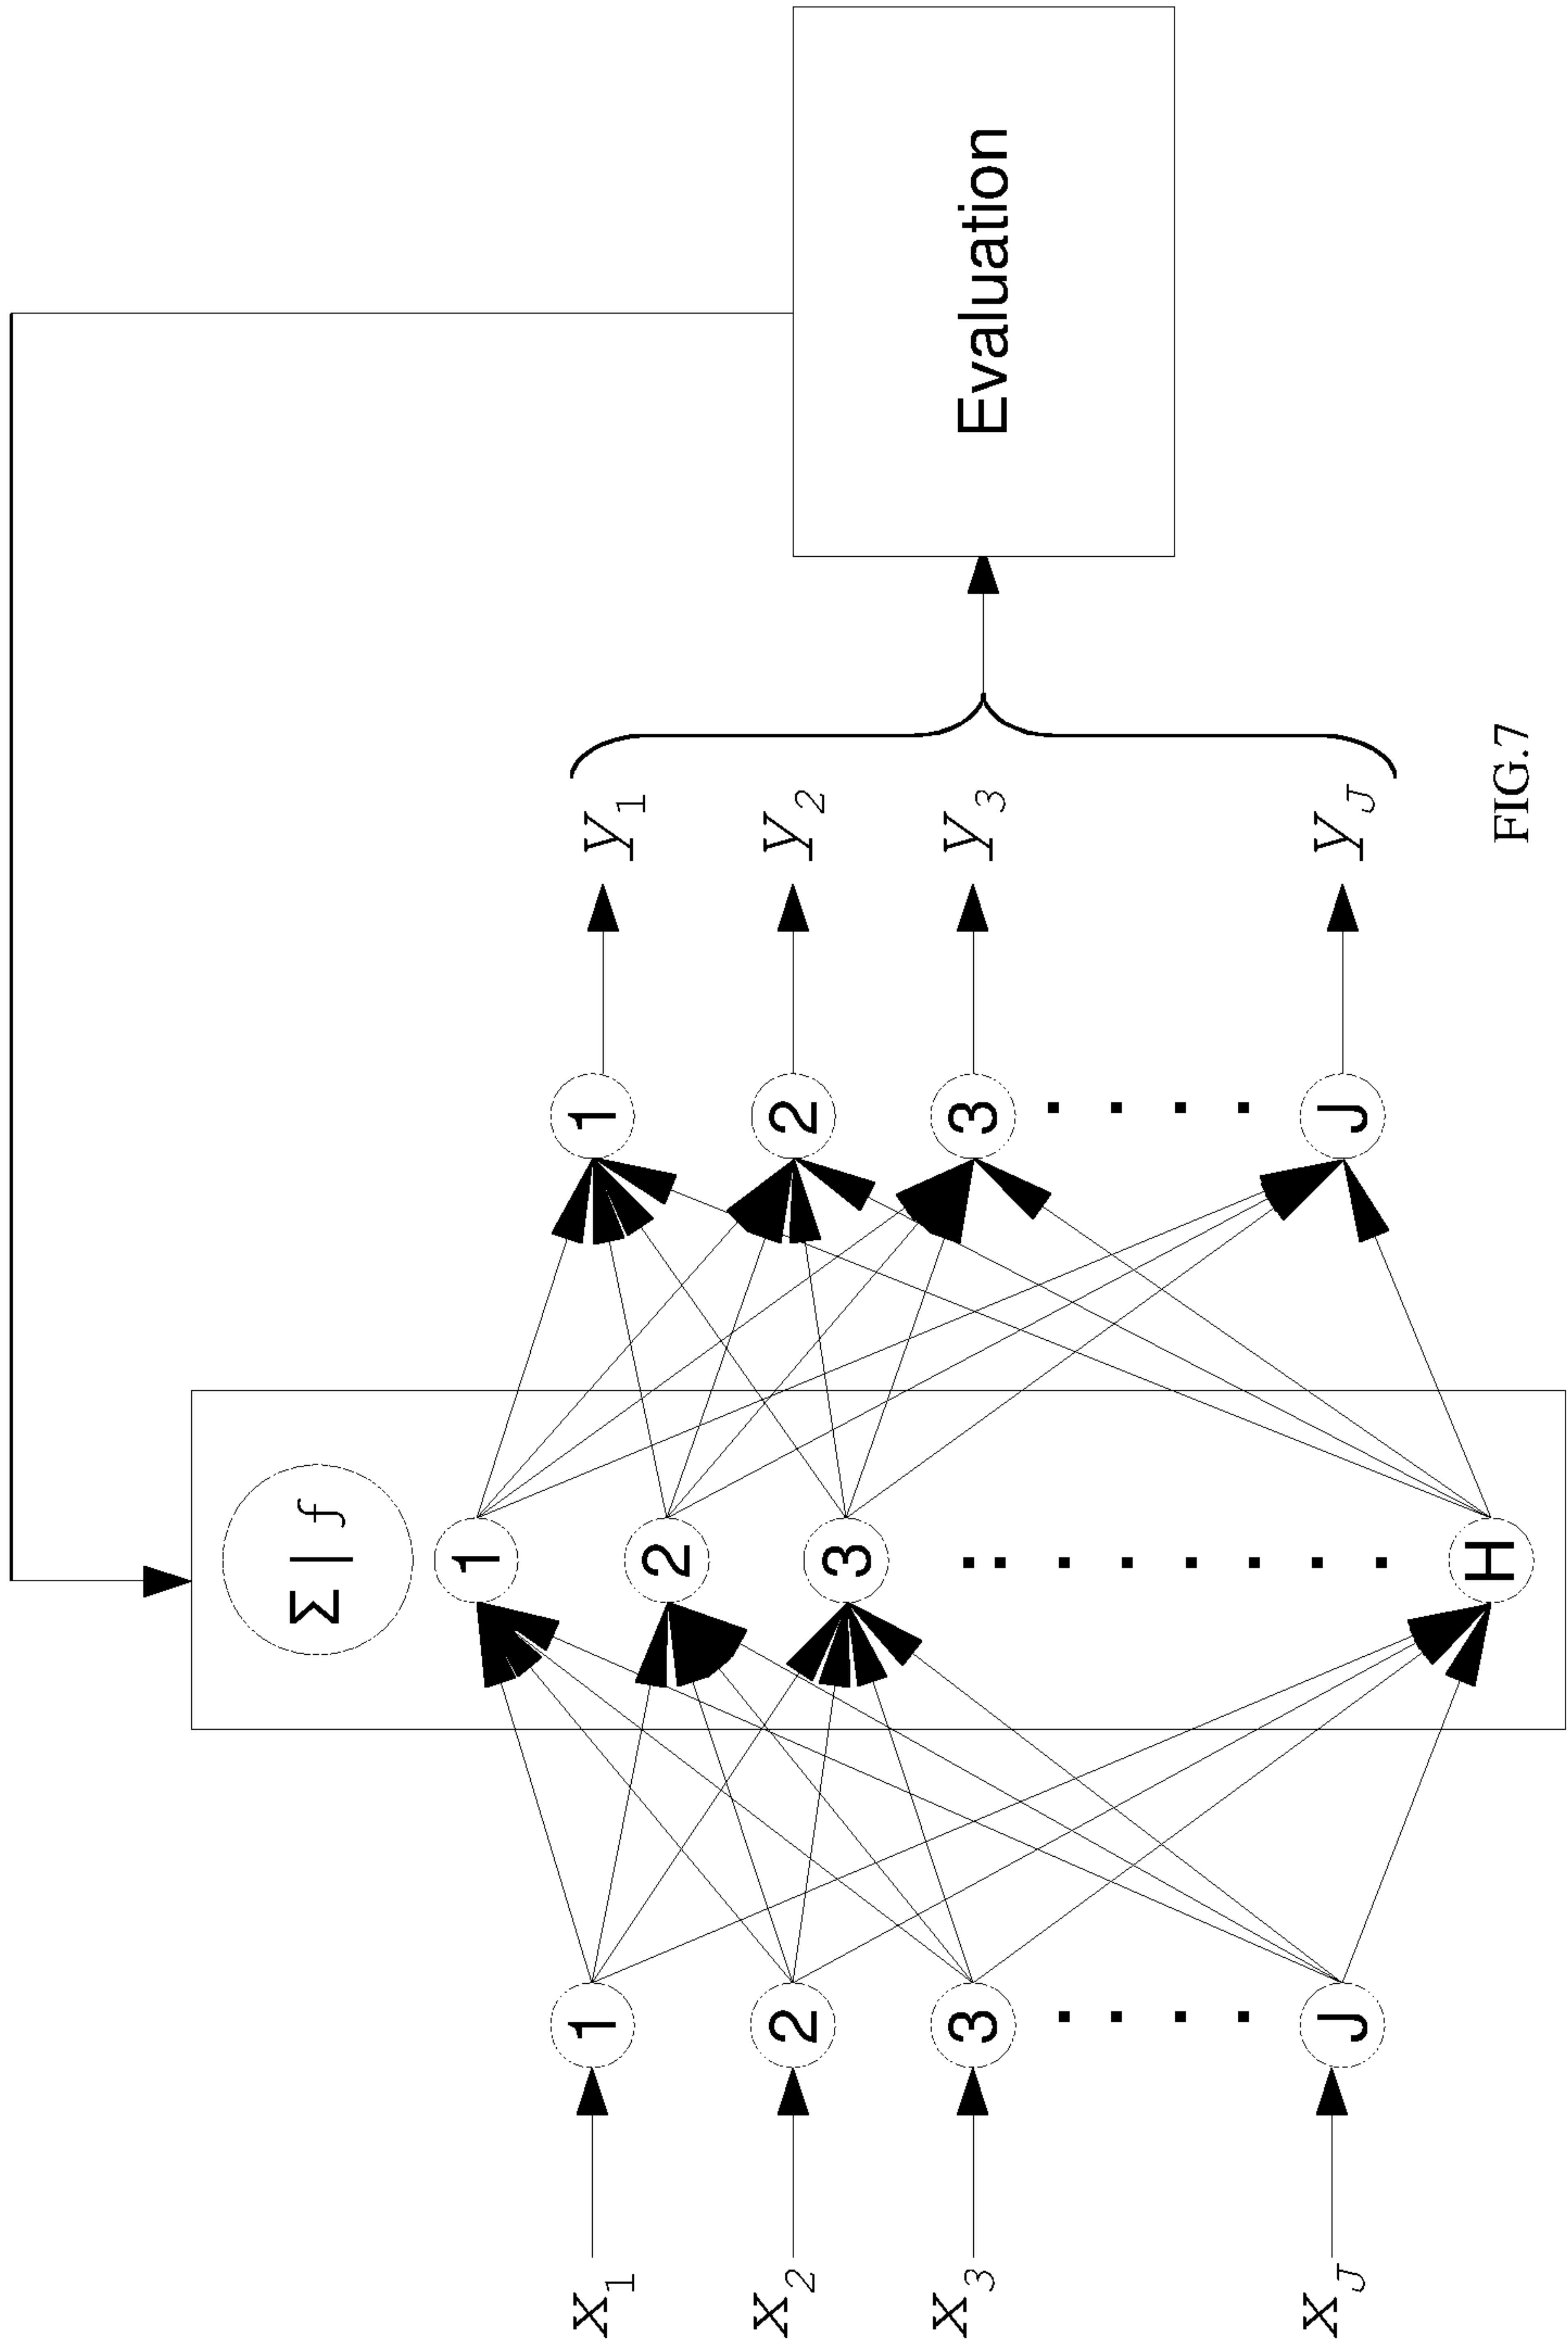 Σ | f
1
2
3
H
X1
X2
X3
XJ
1
2
3
J
1
2
3
J
Y1
Y2
Y3
YJ
Evaluation
FIG.7